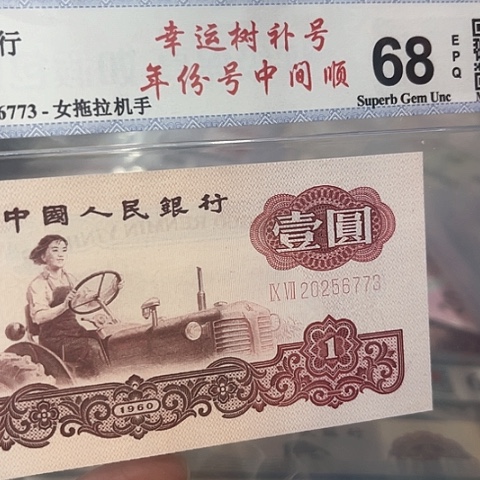 行
幸运树补号
年份号中间顺
68
EPQ
Superb Gem Unc
6773 - 女拖拉机手
中國人民銀行
壹圓
IX VII 20256773
1
1960